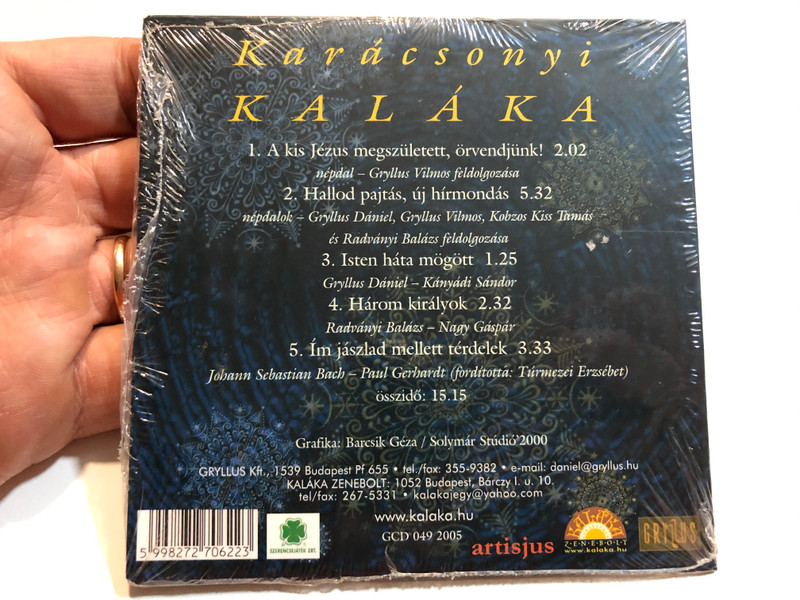 Karácsonyi
KALÁKA
1. A kis Jézus megszületett, örvendjünk! 2.02
népdal – Gryllus Vilmos feldolgozása
2. Hallod pajtás, új hírmondás 5.32
népdalok – Gryllus Dániel, Gryllus Vilmos, Kobzos Kiss Tamás
és Radványi Balázs feldolgozása
3. Isten háta mögött 1.25
Gryllus Dániel – Kányádi Sándor
4. Három királyok 2.32
Radványi Balázs – Nagy Gáspár
5. Ím jászlad mellett térdelek 3.33
Johann Sebastian Bach – Paul Gerhardt (fordította: Túrmezei Erzsébet)
összidő: 15.15
Grafika: Barcsik Géza / Solymár Stúdió 2000
GRYLLUS Kft., 1539 Budapest Pf 655 • tel./fax: 355-9382 • e-mail: daniel@gryllus.hu
KALÁKA ZENEBOLT: 1052 Budapest, Bárczy I. u. 10.
tel/fax: 267-5331 • kalakajegy@yahoo.com
www.kalaka.hu
GCD 049 2005
5 998272 706223
SZERENCSEJÁTÉK ZRT.
artisjus
KALÁKA
ZENEBOLT
www.kalaka.hu
GRYLLUS